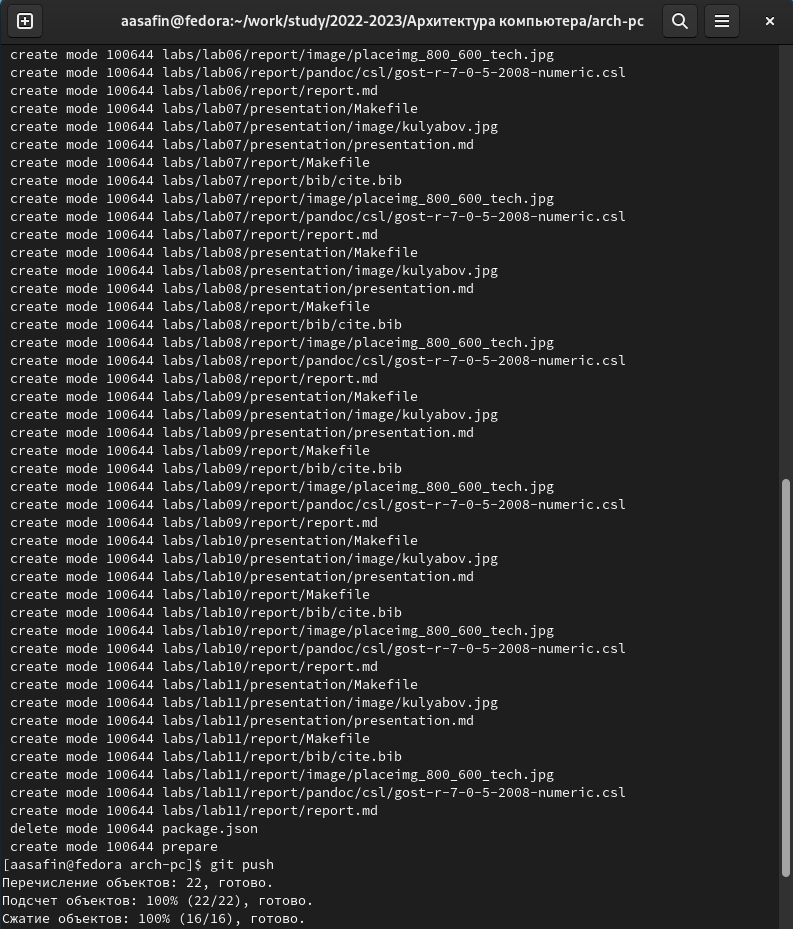 aasafin@fedora:~/work/study/2022-2023/Архитектура компьютера/arch-pc
create mode 100644 labs/lab06/report/image/placeimg_800_600_tech.jpg
create mode 100644 labs/lab06/report/pandoc/csl/gost-r-7-0-5-2008-numeric.csl
create mode 100644 labs/lab06/report/report.md
create mode 100644 labs/lab07/presentation/Makefile
create mode 100644 labs/lab07/presentation/image/kulyabov.jpg
create mode 100644 labs/lab07/presentation/presentation.md
create mode 100644 labs/lab07/report/Makefile
create mode 100644 labs/lab07/report/bib/cite.bib
create mode 100644 labs/lab07/report/image/placeimg_800_600_tech.jpg
create mode 100644 labs/lab07/report/pandoc/csl/gost-r-7-0-5-2008-numeric.csl
create mode 100644 labs/lab07/report/report.md
create mode 100644 labs/lab08/presentation/Makefile
create mode 100644 labs/lab08/presentation/image/kulyabov.jpg
create mode 100644 labs/lab08/presentation/presentation.md
create mode 100644 labs/lab08/report/Makefile
create mode 100644 labs/lab08/report/bib/cite.bib
create mode 100644 labs/lab08/report/image/placeimg_800_600_tech.jpg
create mode 100644 labs/lab08/report/pandoc/csl/gost-r-7-0-5-2008-numeric.csl
create mode 100644 labs/lab08/report/report.md
create mode 100644 labs/lab09/presentation/Makefile
create mode 100644 labs/lab09/presentation/image/kulyabov.jpg
create mode 100644 labs/lab09/presentation/presentation.md
create mode 100644 labs/lab09/report/Makefile
create mode 100644 labs/lab09/report/bib/cite.bib
create mode 100644 labs/lab09/report/image/placeimg_800_600_tech.jpg
create mode 100644 labs/lab09/report/pandoc/csl/gost-r-7-0-5-2008-numeric.csl
create mode 100644 labs/lab09/report/report.md
create mode 100644 labs/lab10/presentation/Makefile
create mode 100644 labs/lab10/presentation/image/kulyabov.jpg
create mode 100644 labs/lab10/presentation/presentation.md
create mode 100644 labs/lab10/report/Makefile
create mode 100644 labs/lab10/report/bib/cite.bib
create mode 100644 labs/lab10/report/image/placeimg_800_600_tech.jpg
create mode 100644 labs/lab10/report/pandoc/csl/gost-r-7-0-5-2008-numeric.csl
create mode 100644 labs/lab10/report/report.md
create mode 100644 labs/lab11/presentation/Makefile
create mode 100644 labs/lab11/presentation/image/kulyabov.jpg
create mode 100644 labs/lab11/presentation/presentation.md
create mode 100644 labs/lab11/report/Makefile
create mode 100644 labs/lab11/report/bib/cite.bib
create mode 100644 labs/lab11/report/image/placeimg_800_600_tech.jpg
create mode 100644 labs/lab11/report/pandoc/csl/gost-r-7-0-5-2008-numeric.csl
create mode 100644 labs/lab11/report/report.md
delete mode 100644 package.json
create mode 100644 prepare
[aasafin@fedora arch-pc]$ git push
Перечисление объектов: 22, готово.
Подсчет объектов: 100% (22/22), готово.
Сжатие объектов: 100% (16/16), готово.